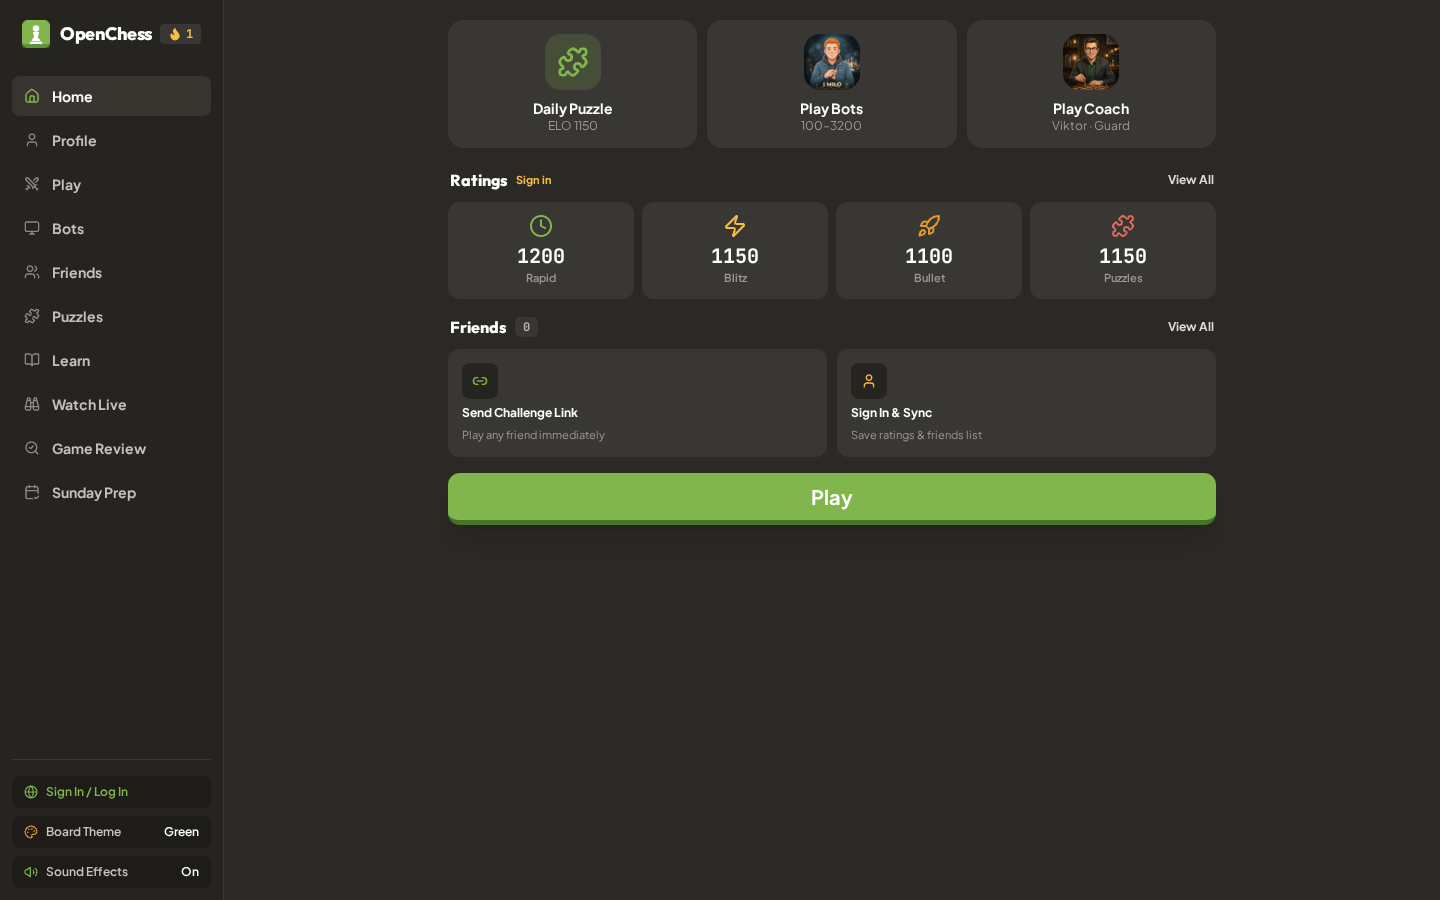 OpenChess 1
Home
Profile
Play
Bots
Friends
Puzzles
Learn
Watch Live
Game Review
Sunday Prep
Sign In / Log In
Board Theme Green
Sound Effects On
Daily Puzzle
ELO 1150
Play Bots
100–3200
Play Coach
Viktor · Guard
Ratings Sign in View All
1200
Rapid
1150
Blitz
1100
Bullet
1150
Puzzles
Friends 0 View All
Send Challenge Link
Play any friend immediately
Sign In & Sync
Save ratings & friends list
Play